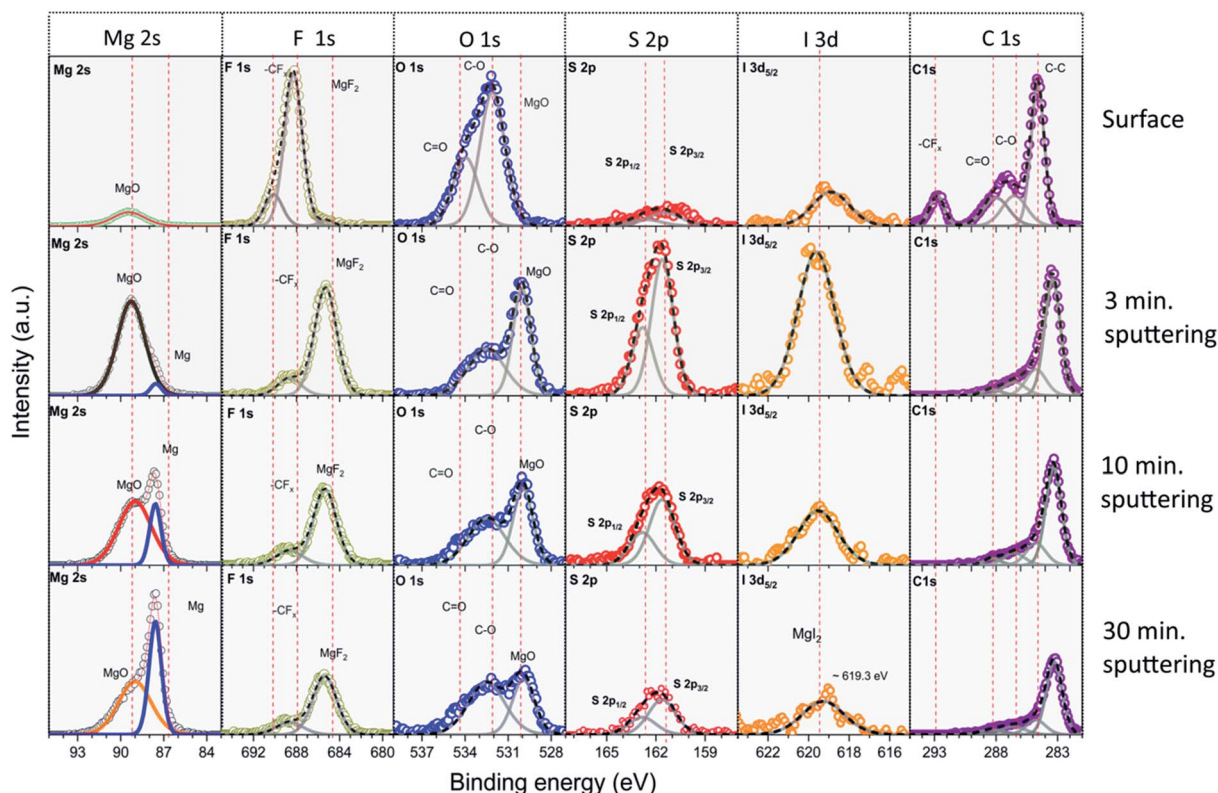 Mg 2s F 1s O 1s S 2p I 3d C 1s
Mg 2s
MgO
F 1s
-CFx
MgF2
O 1s
C-O
MgO
C=O
S 2p
S 2p1/2
S 2p3/2
I 3d5/2
C1s
C-C
-CFx
C=O
C-O
Surface
Mg 2s
MgO
Mg
F 1s
MgF2
-CFx
O 1s
C-O
MgO
C=O
S 2p
S 2p3/2
S 2p1/2
I 3d5/2
C1s
3 min.
sputtering
Mg 2s
Mg
MgO
F 1s
MgF2
-CFx
O 1s
C-O
MgO
C=O
S 2p
S 2p3/2
S 2p1/2
I 3d5/2
C1s
10 min.
sputtering
Mg 2s
Mg
MgO
F 1s
-CFx
MgF2
O 1s
C=O
C-O
MgO
S 2p
S 2p3/2
S 2p1/2
I 3d5/2
MgI2
~ 619.3 eV
C1s
30 min.
sputtering
93 90 87 84 692 688 684 680 537 534 531 528 165 162 159 622 620 618 616 293 288 283
Binding energy (eV)
Intensity (a.u.)